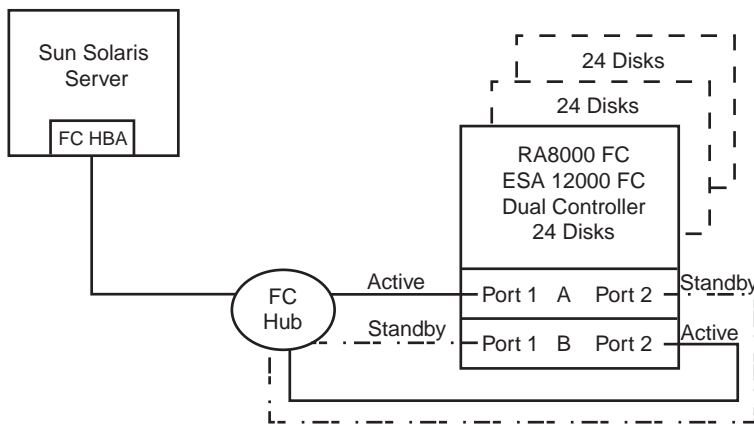 Sun Solaris
Server
FC HBA
24 Disks
24 Disks
RA8000 FC
ESA 12000 FC
Dual Controller
24 Disks
Active
Port 1 A Port 2
Standby
FC
Hub
Standby
Port 1 B Port 2
Active